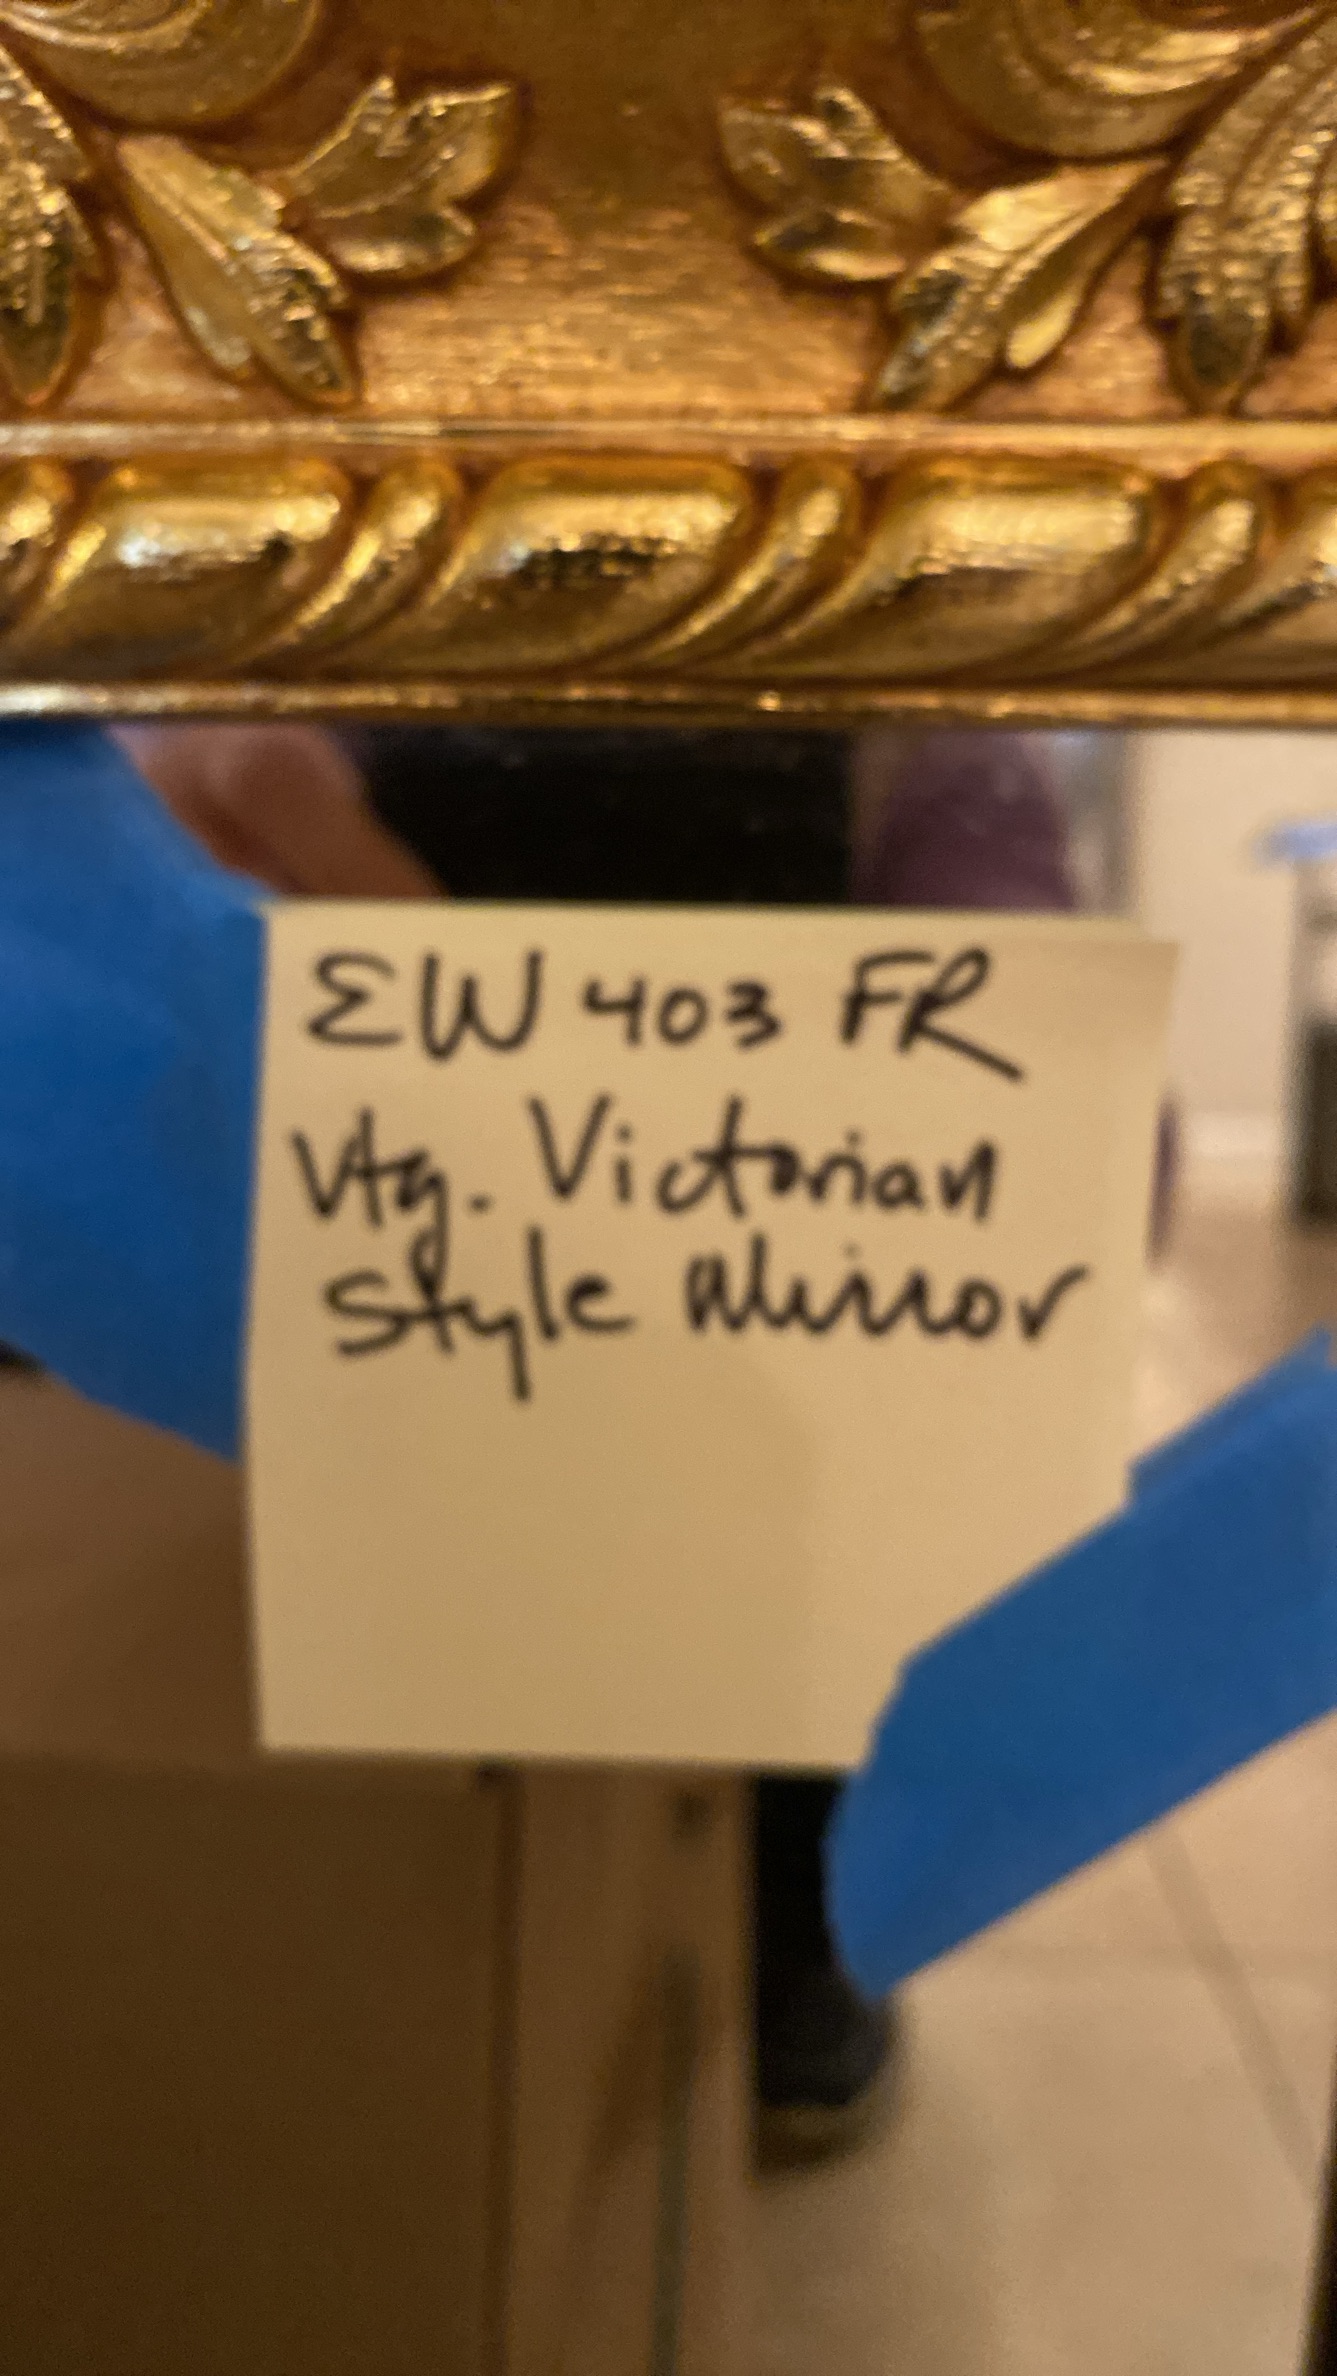 EW 403 FR
Vtg. Victorian
Style Mirror